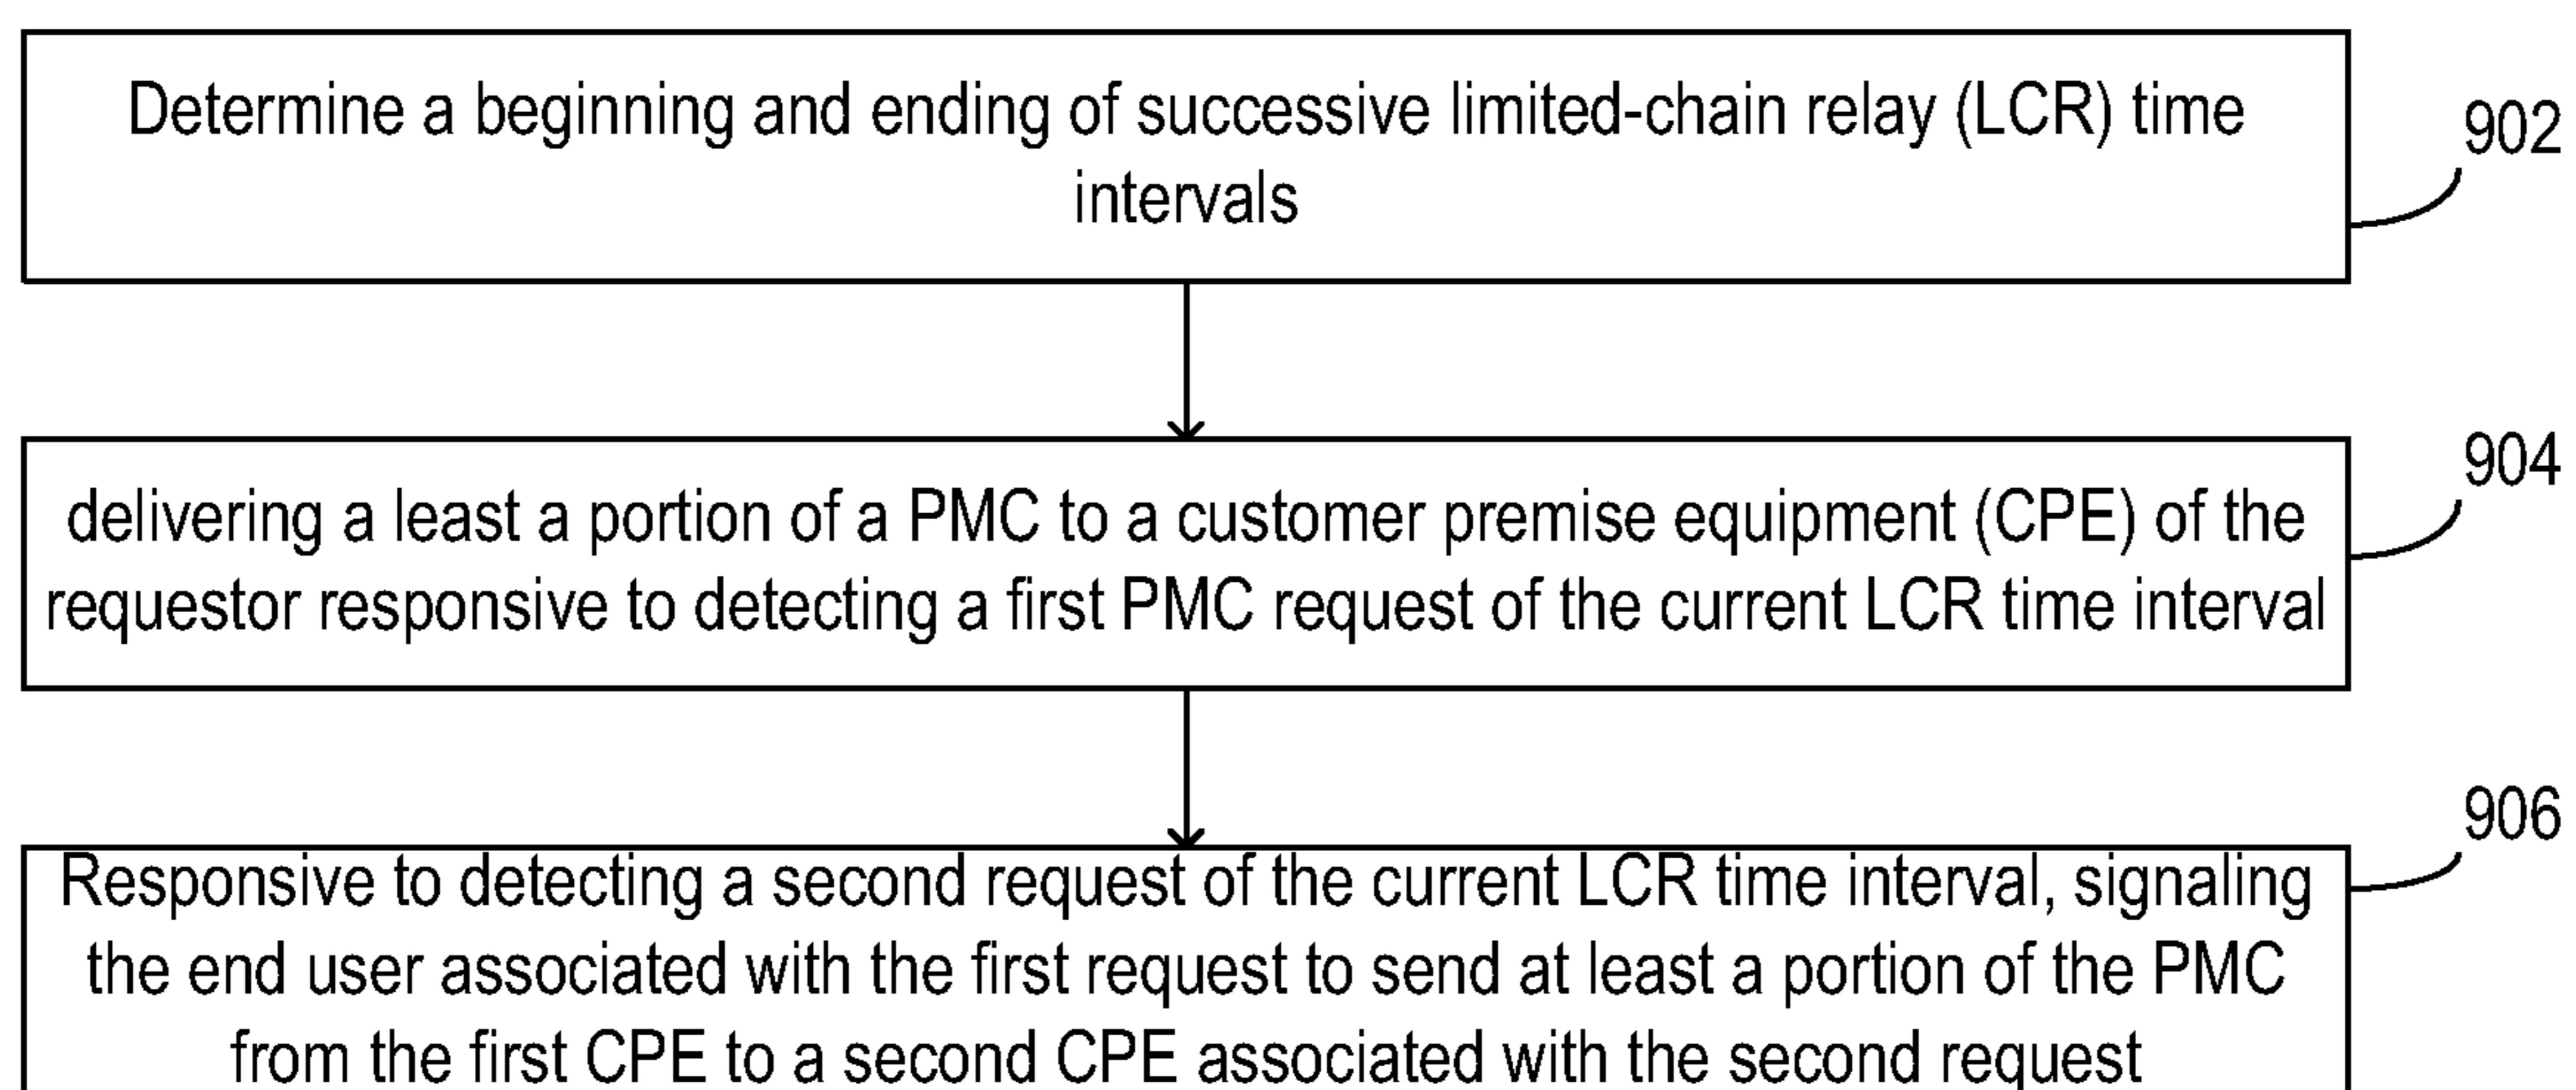 Determine a beginning and ending of successive limited-chain relay (LCR) time
intervals
902
delivering a least a portion of a PMC to a customer premise equipment (CPE) of the
requestor responsive to detecting a first PMC request of the current LCR time interval
904
Responsive to detecting a second request of the current LCR time interval, signaling
the end user associated with the first request to send at least a portion of the PMC
from the first CPE to a second CPE associated with the second request
906